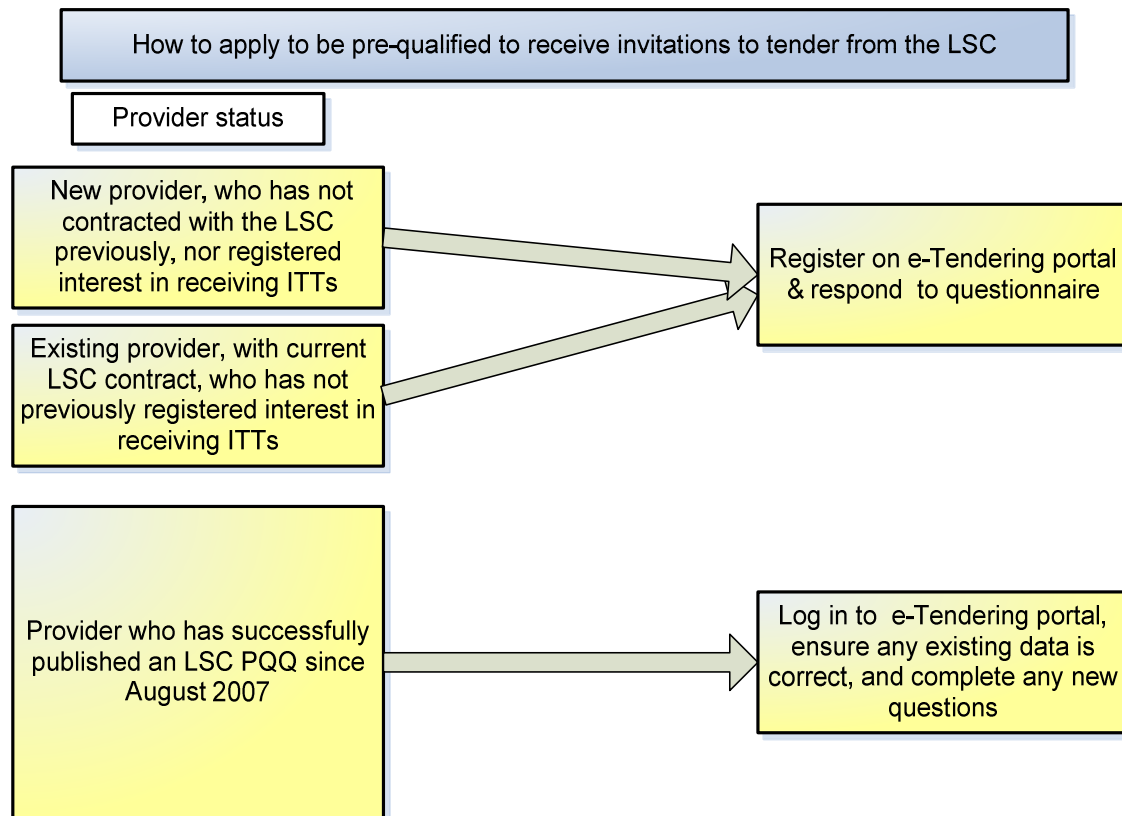 How to apply to be pre-qualified to receive invitations to tender from the LSC
Provider status
New provider, who has not
contracted with the LSC
previously, nor registered
interest in receiving ITTs
Register on e-Tendering portal
& respond to questionnaire
Existing provider, with current
LSC contract, who has not
previously registered interest in
receiving ITTs
Provider who has successfully
published an LSC PQQ since
August 2007
Log in to e-Tendering portal,
ensure any existing data is
correct, and complete any new
questions